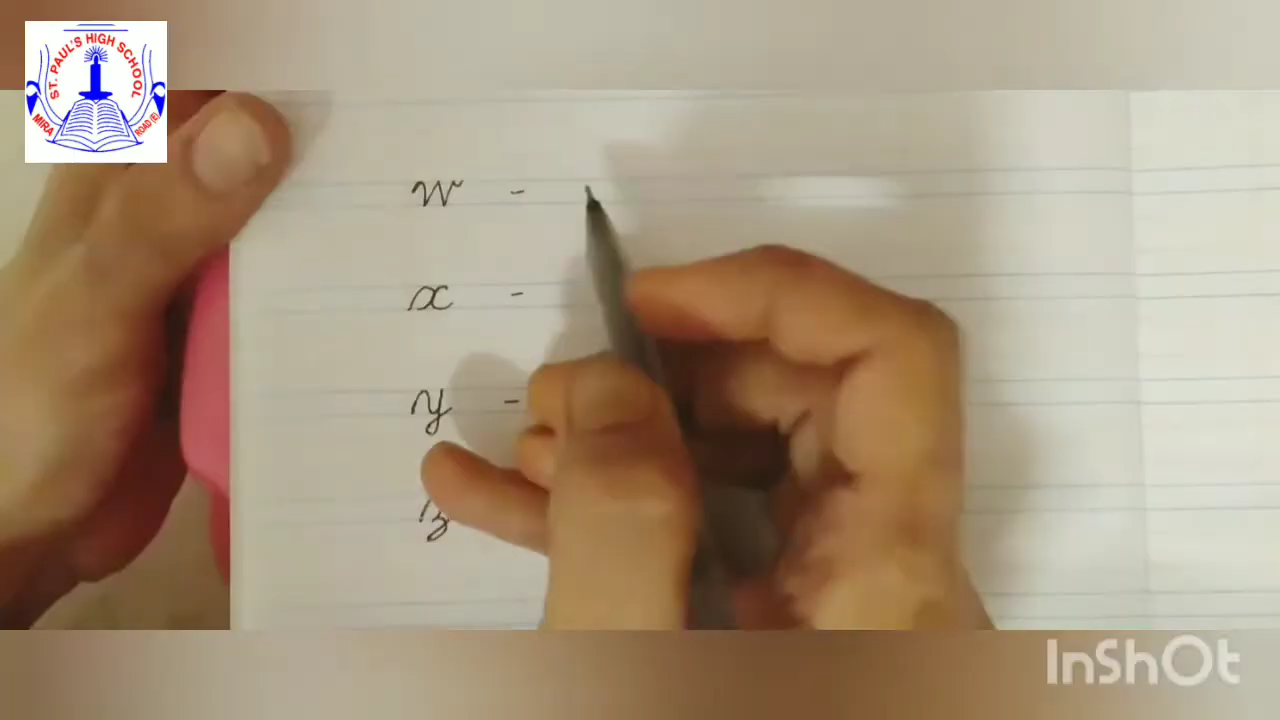 ST. PAUL'S HIGH SCHOOL
MIRA ROAD (E)
w -
x -
y -
z
InShOt